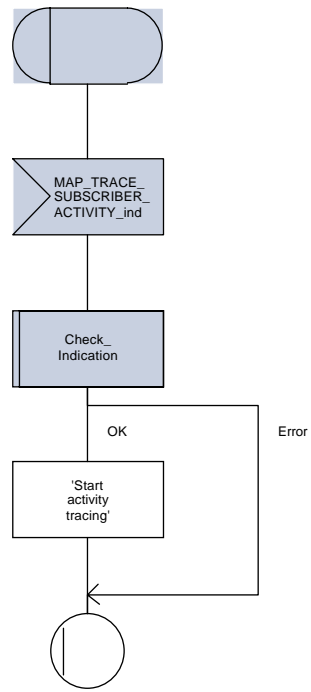 MAP_TRACE_
SUBSCRIBER_
ACTIVITY_ind
Check_
Indication
OK
Error
'Start
activity
tracing'